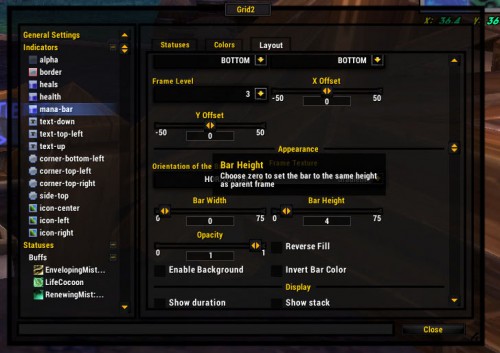 Grid2
X: 36.4
General Settings
Indicators
alpha
border
heals
health
mana-bar
text-down
text-top-left
text-up
corner-bottom-left
corner-top-left
corner-top-right
side-top
icon-center
icon-left
icon-right
Statuses
Buffs
EnvelopingMist...
LifeCocoon
RenewingMist:...
Statuses Colors Layout
BOTTOM BOTTOM
Frame Level X Offset
3 -50 0 50
Y Offset
-50 0 50
Appearance
Orientation of the Frame Texture
Bar Height
Choose zero to set the bar to the same height
as parent frame
Bar Width Bar Height
0 0 75 0 4 75
Opacity
0 1 1
Reverse Fill
Enable Background Invert Bar Color
Display
Show duration Show stack
Close